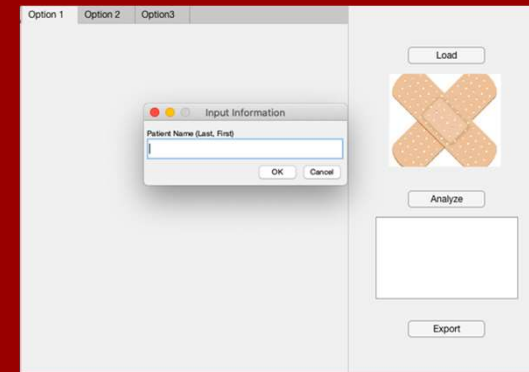 Option 1 Option 2 Option3
Load
Input Information
Patient Name (Last, First)
OK Cancel
Analyze
Export